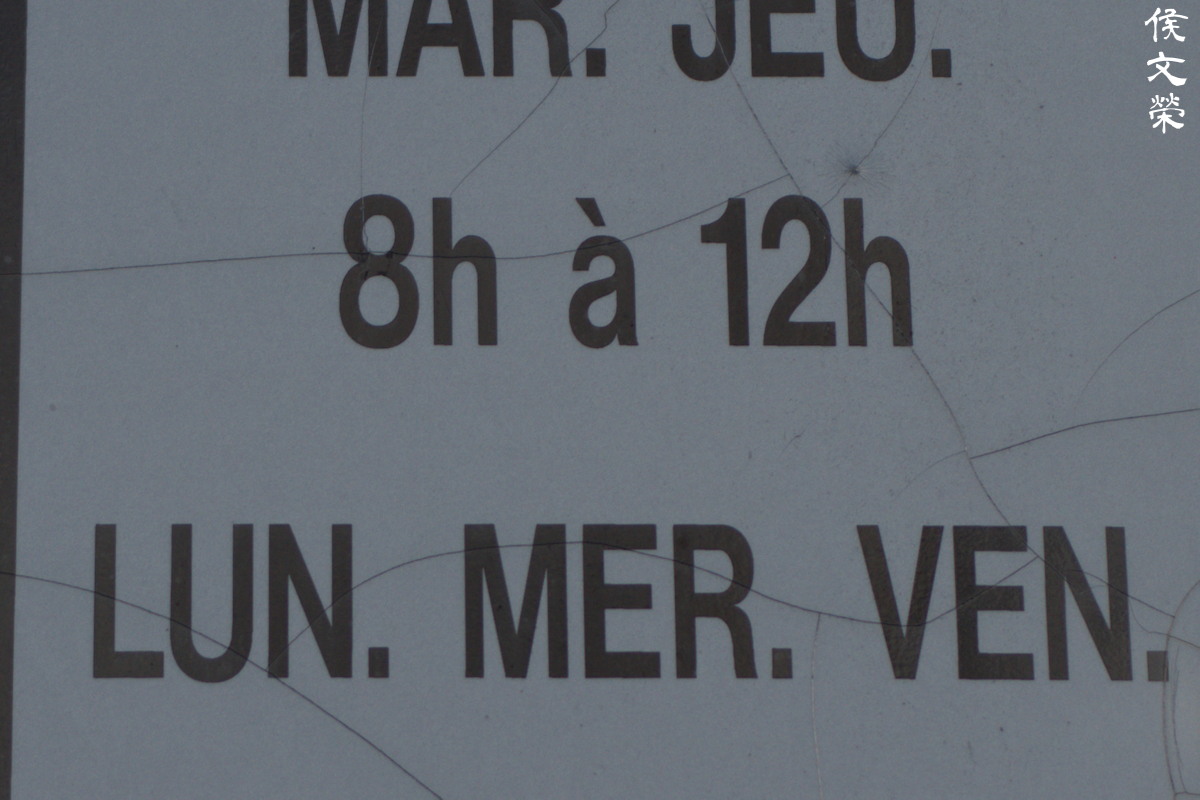 MAR. JEU.
8h à 12h
LUN. MER. VEN.
侯文榮